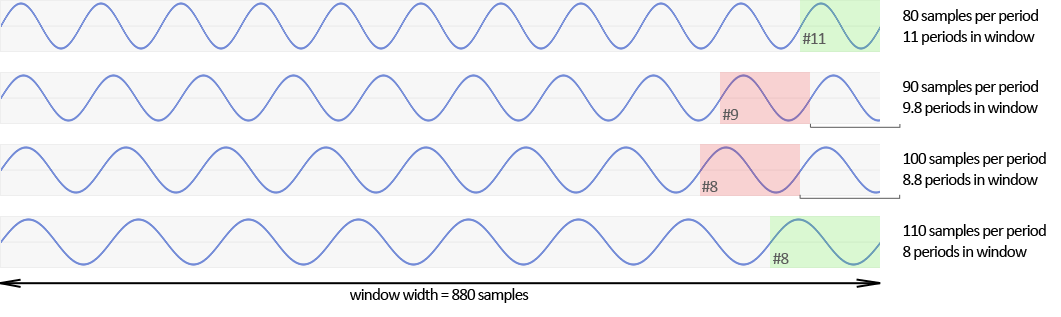 80 samples per period
11 periods in window
#11
90 samples per period
9.8 periods in window
#9
100 samples per period
8.8 periods in window
#8
110 samples per period
8 periods in window
#8
window width = 880 samples